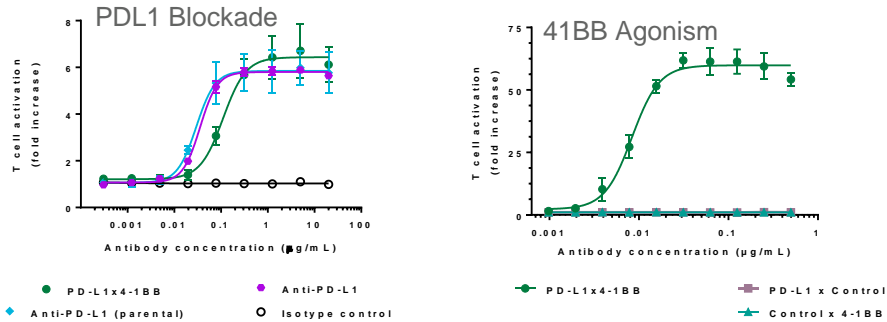 PDL1 Blockade
8
6
4
2
0
T cell activation
(fold increase)
0.001 0.01 0.1 1 10 100
Antibody concentration (µg/mL)
PD-L1x4-1BB
Anti-PD-L1
Anti-PD-L1 (parental)
Isotype control
41BB Agonism
75
50
25
0
T cell activation
(fold increase)
0.001 0.01 0.1 1
Antibody concentration (µg/mL)
PD-L1x4-1BB
PD-L1 x Control
Control x 4-1BB